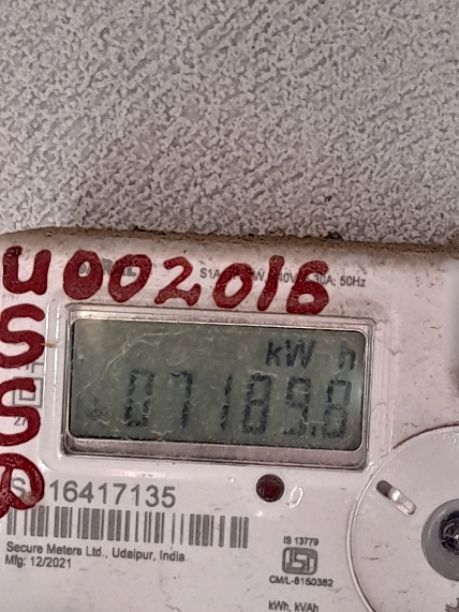 U002016
kW h
07189.8
16417135
Secure Meters Ltd., Udaipur, India
Mfg: 12/2021
IS 13779
ISI
CM/L-8150382
kWh, kVAh